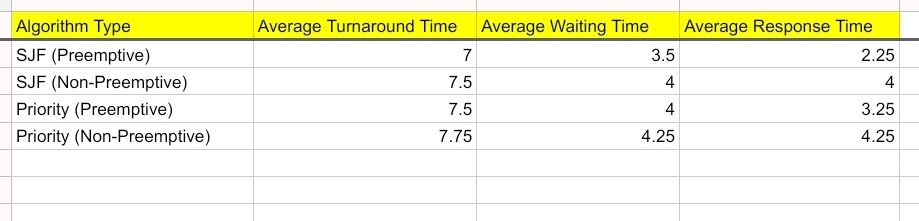 Algorithm Type Average Turnaround Time Average Waiting Time Average Response Time
SJF (Preemptive) 7 3.5 2.25
SJF (Non-Preemptive) 7.5 4 4
Priority (Preemptive) 7.5 4 3.25
Priority (Non-Preemptive) 7.75 4.25 4.25